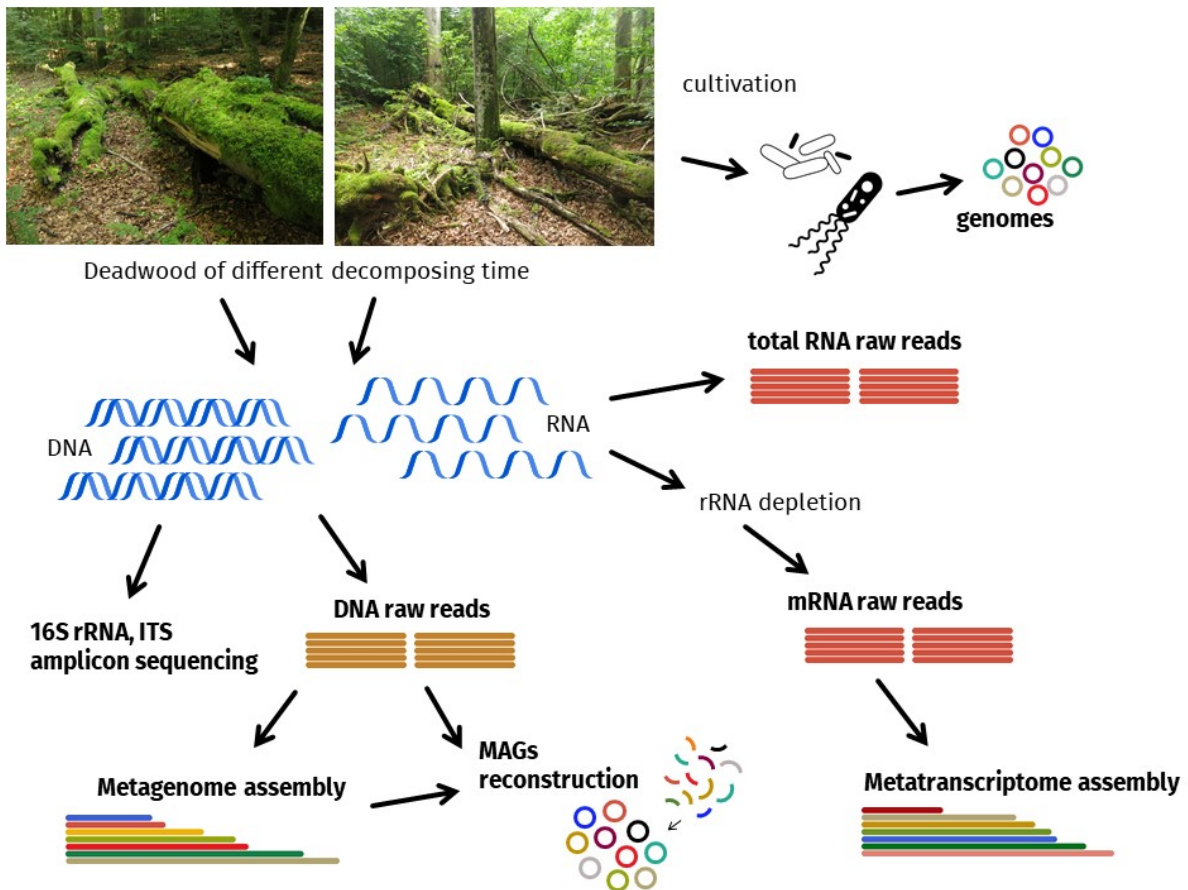 cultivation
genomes
Deadwood of different decomposing time
total RNA raw reads
DNA
RNA
rRNA depletion
16S rRNA, ITS
amplicon sequencing
DNA raw reads
mRNA raw reads
Metagenome assembly
MAGs
reconstruction
Metatranscriptome assembly